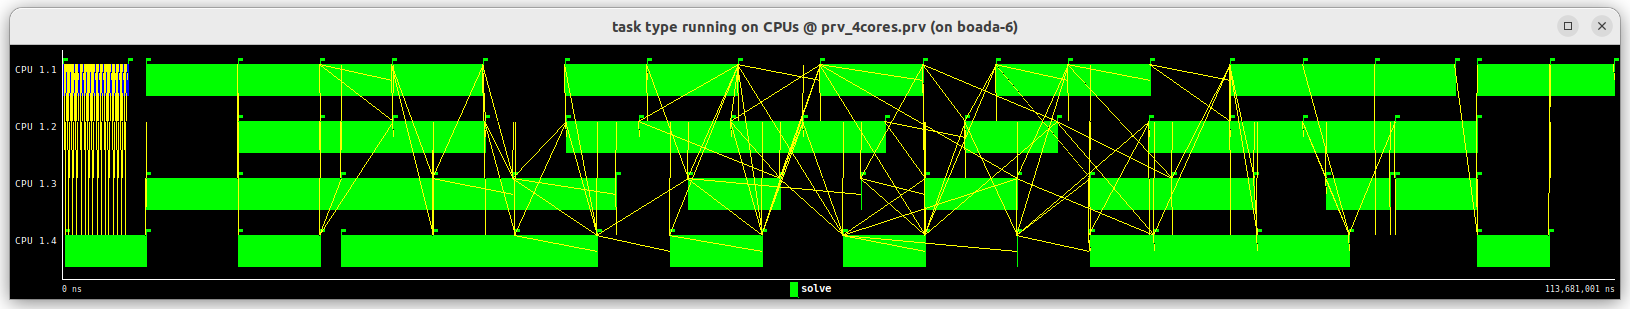 task type running on CPUs @ prv_4cores.prv (on boada-6)
CPU 1.1
CPU 1.2
CPU 1.3
CPU 1.4
0 ns
solve
113,681,001 ns